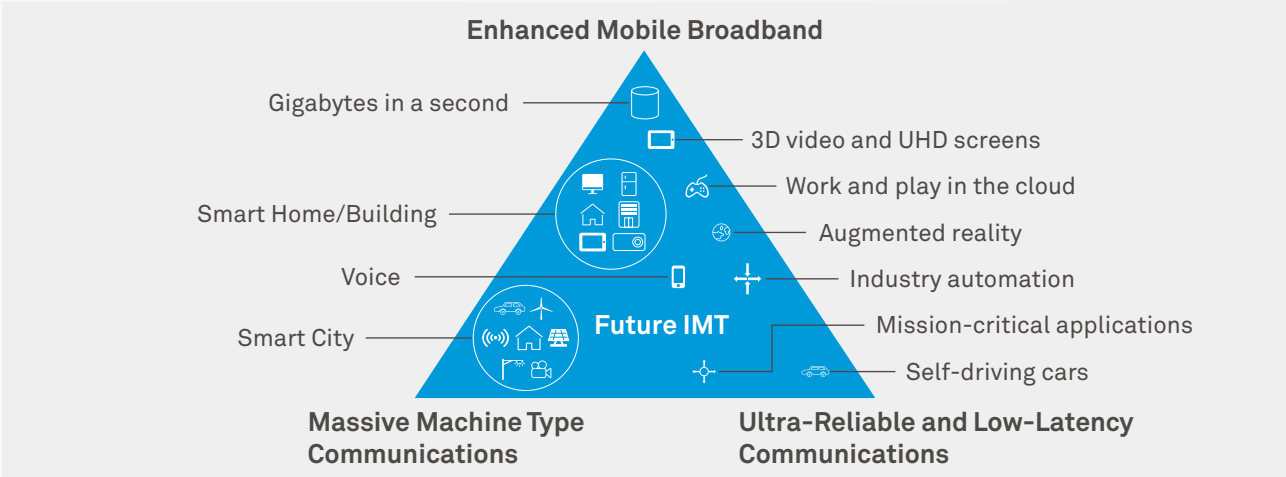 Enhanced Mobile Broadband
Gigabytes in a second
3D video and UHD screens
Work and play in the cloud
Smart Home/Building
Augmented reality
Voice
Industry automation
Future IMT
Mission-critical applications
Smart City
Self-driving cars
Massive Machine Type
Communications
Ultra-Reliable and Low-Latency
Communications